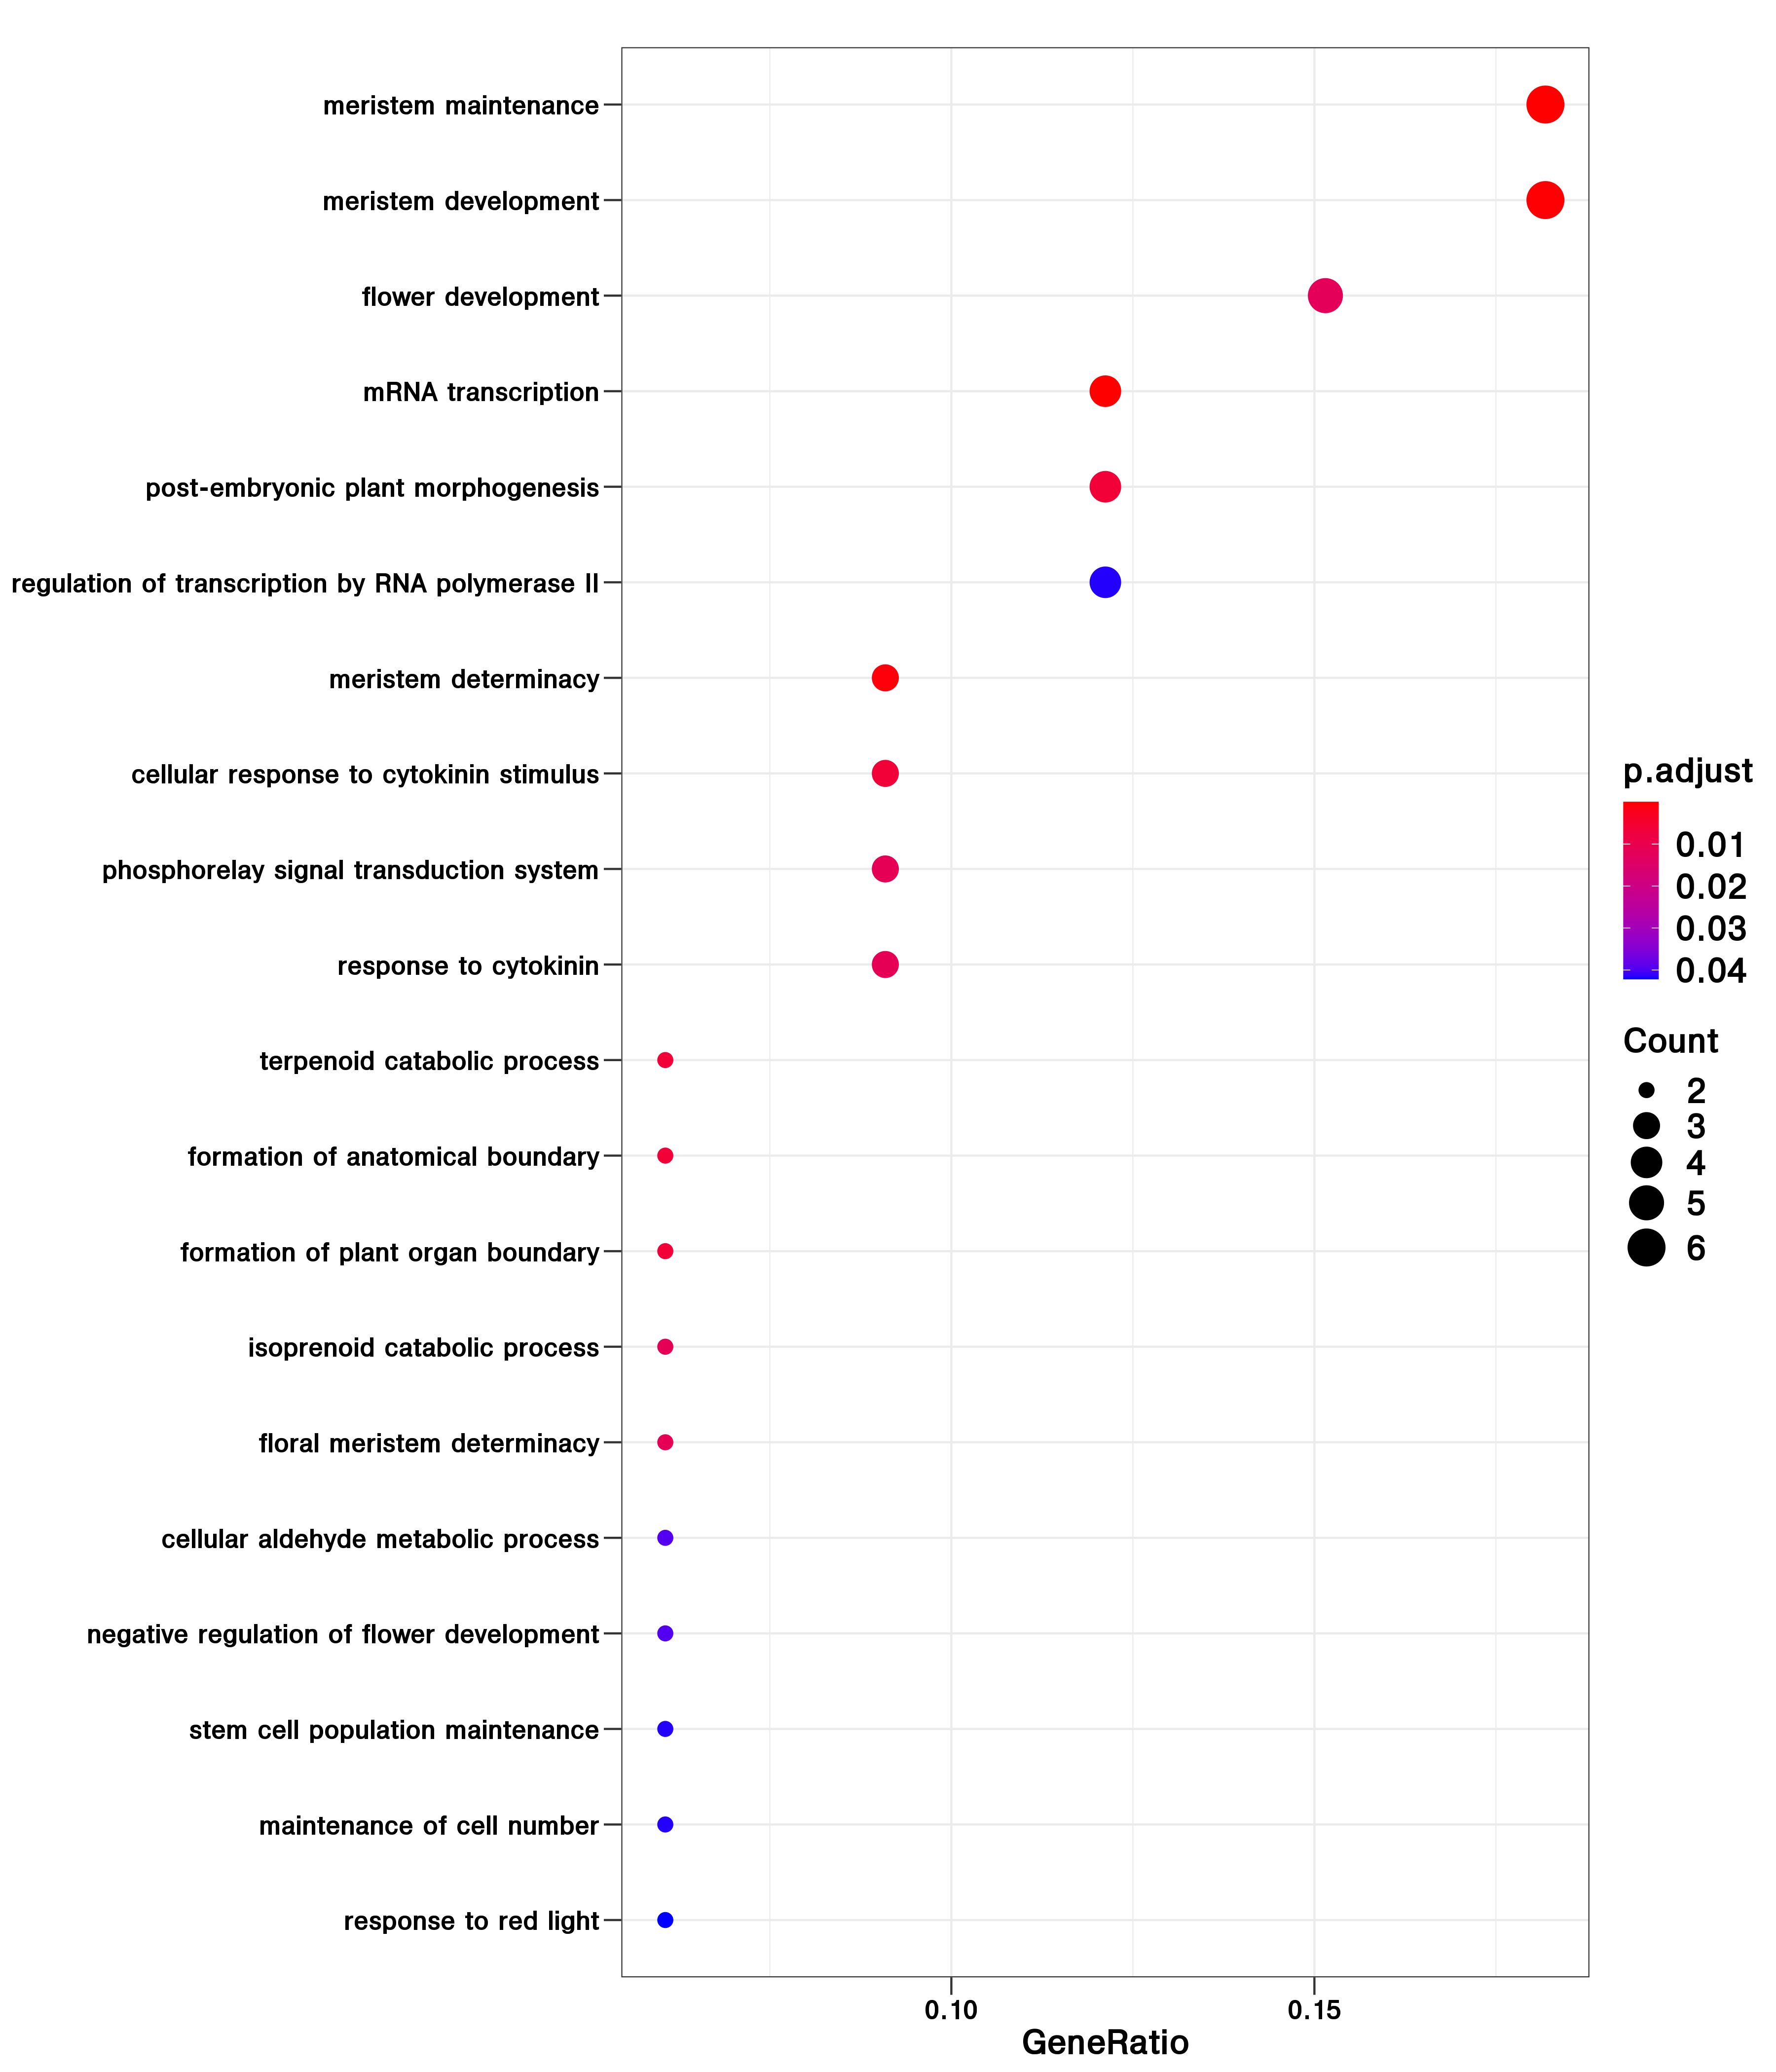 meristem maintenance
meristem development
flower development
mRNA transcription
post-embryonic plant morphogenesis
regulation of transcription by RNA polymerase II
meristem determinacy
cellular response to cytokinin stimulus
phosphorelay signal transduction system
response to cytokinin
terpenoid catabolic process
formation of anatomical boundary
formation of plant organ boundary
isoprenoid catabolic process
floral meristem determinacy
cellular aldehyde metabolic process
negative regulation of flower development
stem cell population maintenance
maintenance of cell number
response to red light
0.10 0.15
GeneRatio
p.adjust
0.01
0.02
0.03
0.04
Count
2
3
4
5
6